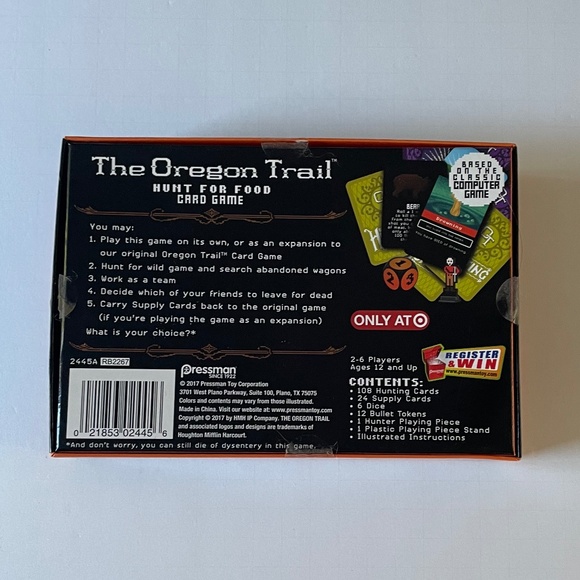 The Oregon Trail™
HUNT FOR FOOD
CARD GAME
BASED
ON THE
CLASSIC
COMPUTER
GAME
You may:
1. Play this game on its own, or as an expansion to
our original Oregon Trail™ Card Game
2. Hunt for wild game and search abandoned wagons
3. Work as a team
4. Decide which of your friends to leave for dead
5. Carry Supply Cards back to the original game
(if you're playing the game as an expansion)
What is your choice?*
ONLY AT
2445A RB2267
0 21853 02445 6
Pressman
SINCE 1922
© 2017 Pressman Toy Corporation
3701 West Plano Parkway, Suite 100, Plano, TX 75075
Colors and contents may vary from those illustrated.
Made in China. Visit our website at: www.pressmantoy.com
Copyright © 2017 by HMH IP Company. THE OREGON TRAIL
and associated logos and designs are trademarks of
Houghton Mifflin Harcourt.
*And don't worry, you can still die of dysentery in this game.
2-6 Players
Ages 12 and Up
REGISTER
& WIN
www.pressmantoy.com
CONTENTS:
• 108 Hunting Cards
• 24 Supply Cards
• 6 Dice
• 12 Bullet Tokens
• 1 Hunter Playing Piece
• 1 Plastic Playing Piece Stand
• Illustrated Instructions